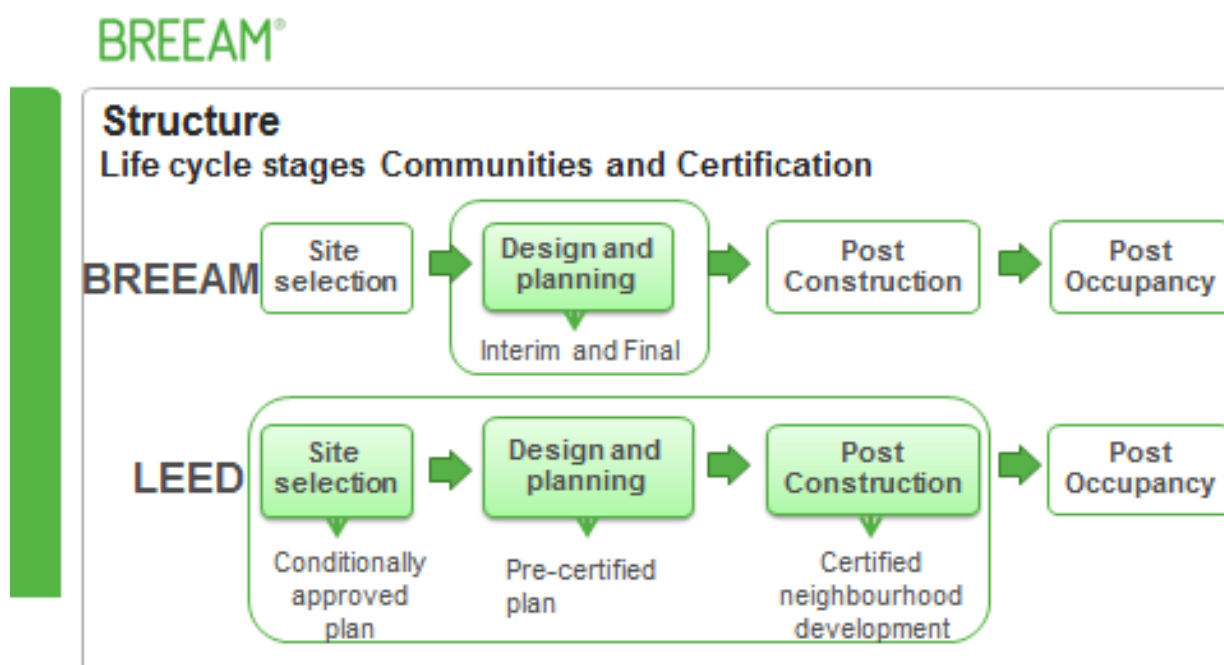 BREEAM®
Structure
Life cycle stages Communities and Certification
BREEAM
Site
selection
Design and
planning
Post
Construction
Post
Occupancy
Interim and Final
LEED
Site
selection
Design and
planning
Post
Construction
Post
Occupancy
Conditionally
approved
plan
Pre-certified
plan
Certified
neighbourhood
development